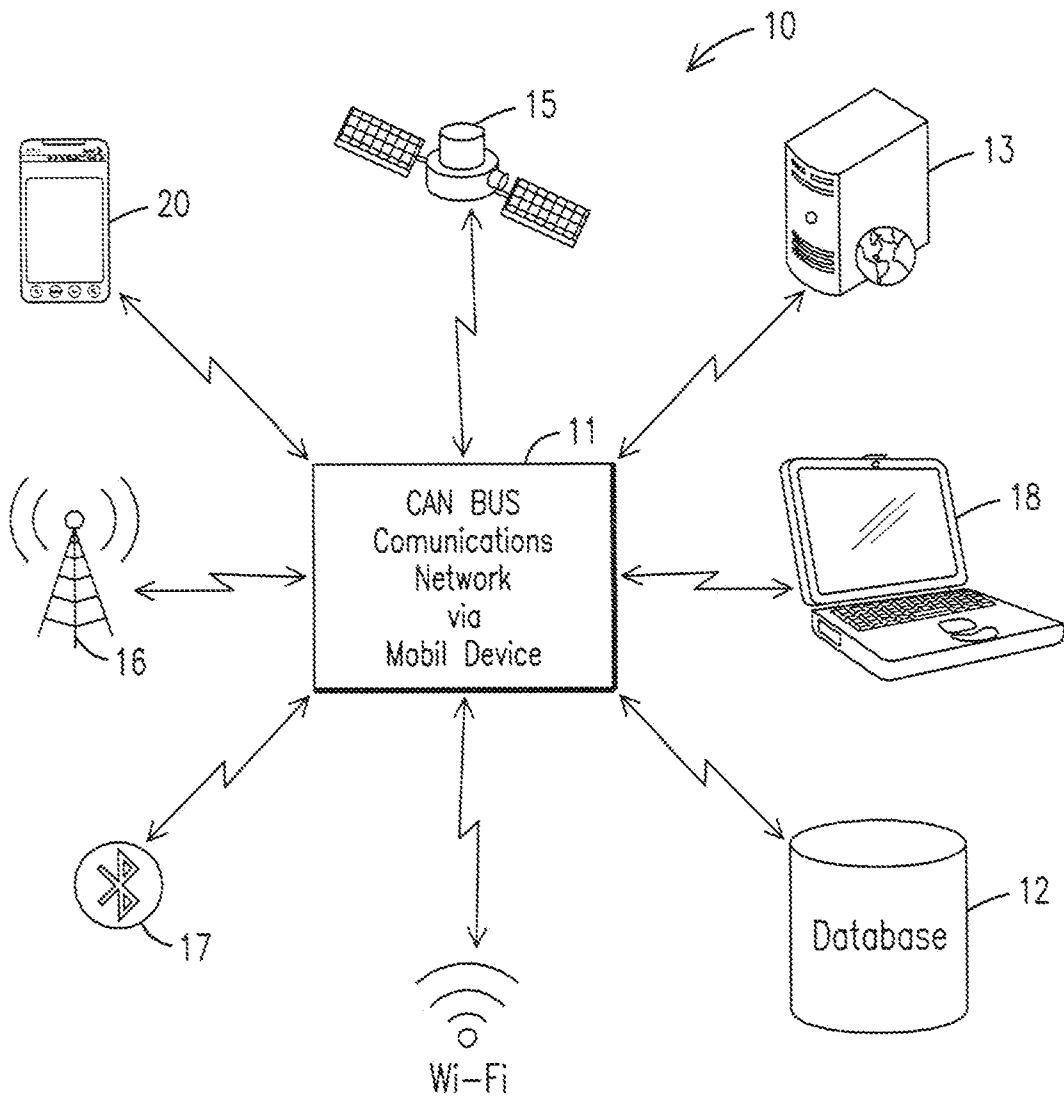 10
15
13
20
11
CAN BUS
Comunications
Network
via
Mobil Device
18
16
17
12
Database
Wi-Fi